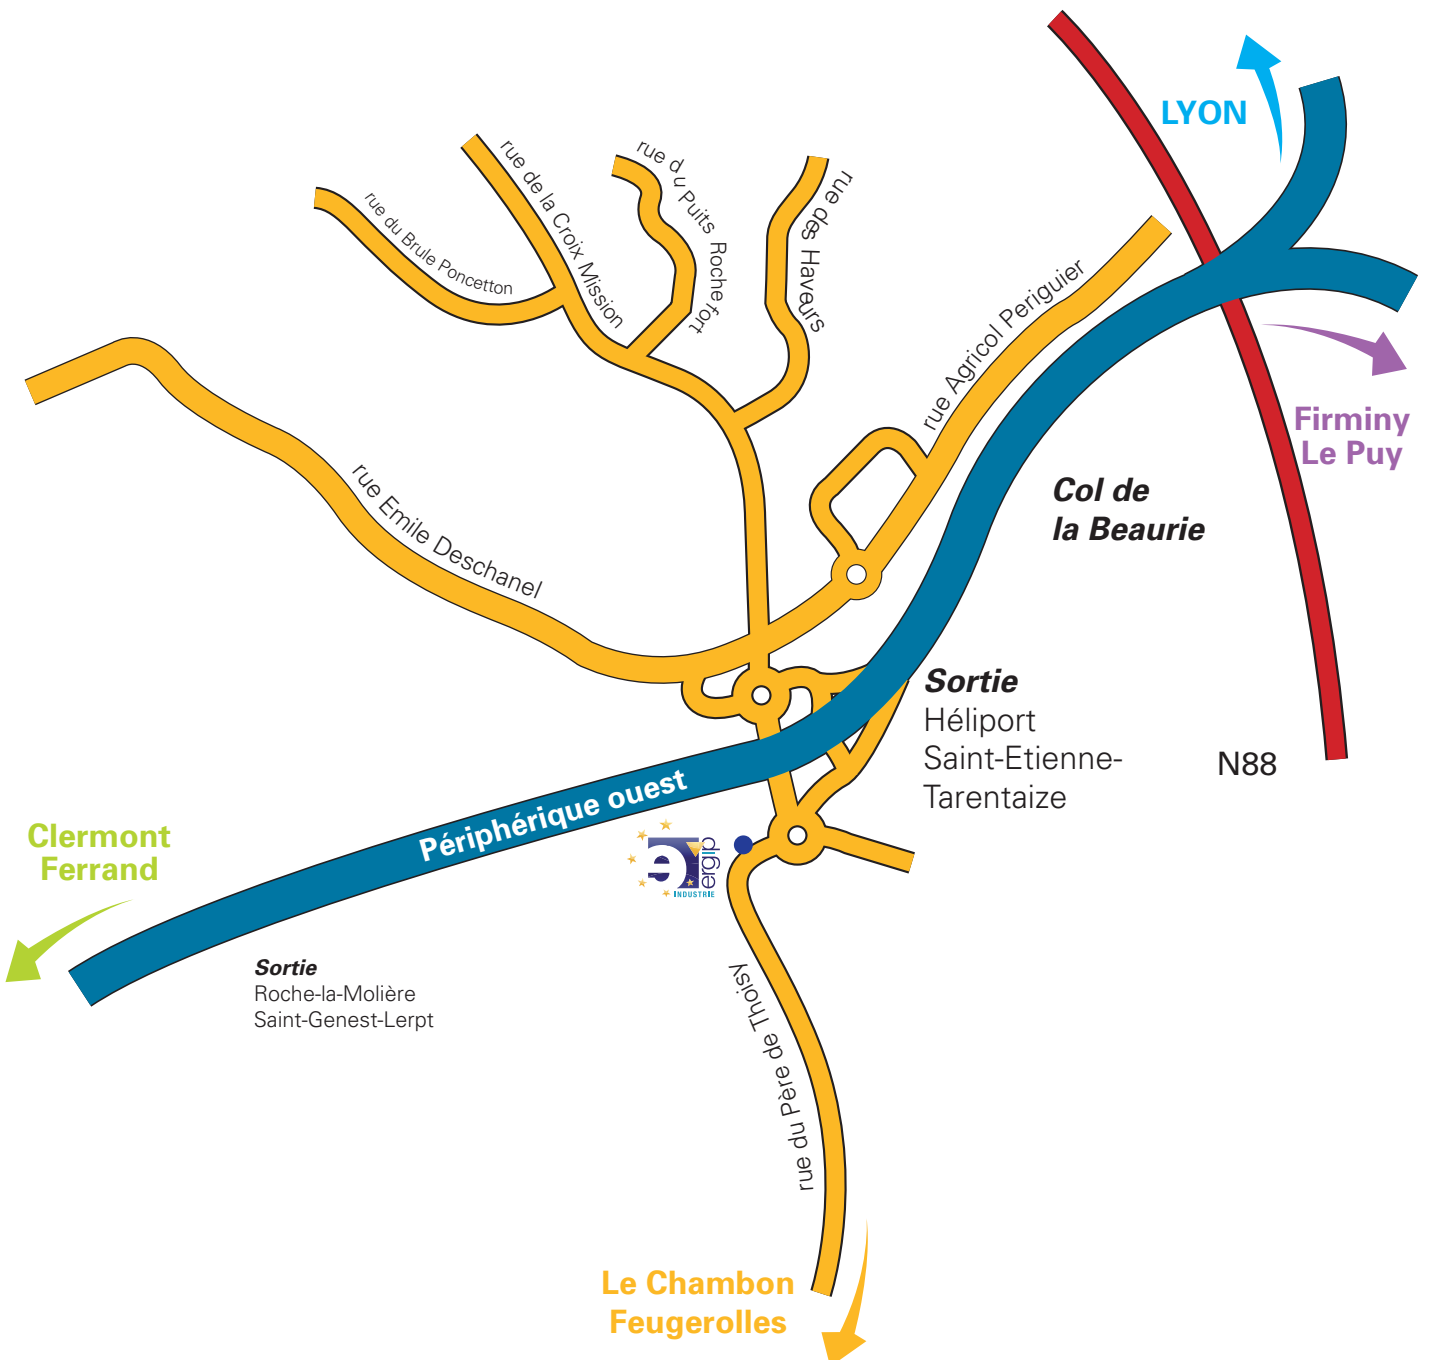 LYON
rue de la Croix Mission
rue du Puits Rochefort
rue des Haveurs
rue du Brule Poncetton
rue Agricol Periguier
Firminy
Le Puy
rue Emile Deschanel
Col de
la Beaurie
Sortie
Héliport
Saint-Etienne-
Tarentaize
N88
Périphérique ouest
Clermont
Ferrand
ergip
INDUSTRIE
Sortie
Roche-la-Molière
Saint-Genest-Lerpt
rue du Père de Thoisy
Le Chambon
Feugerolles